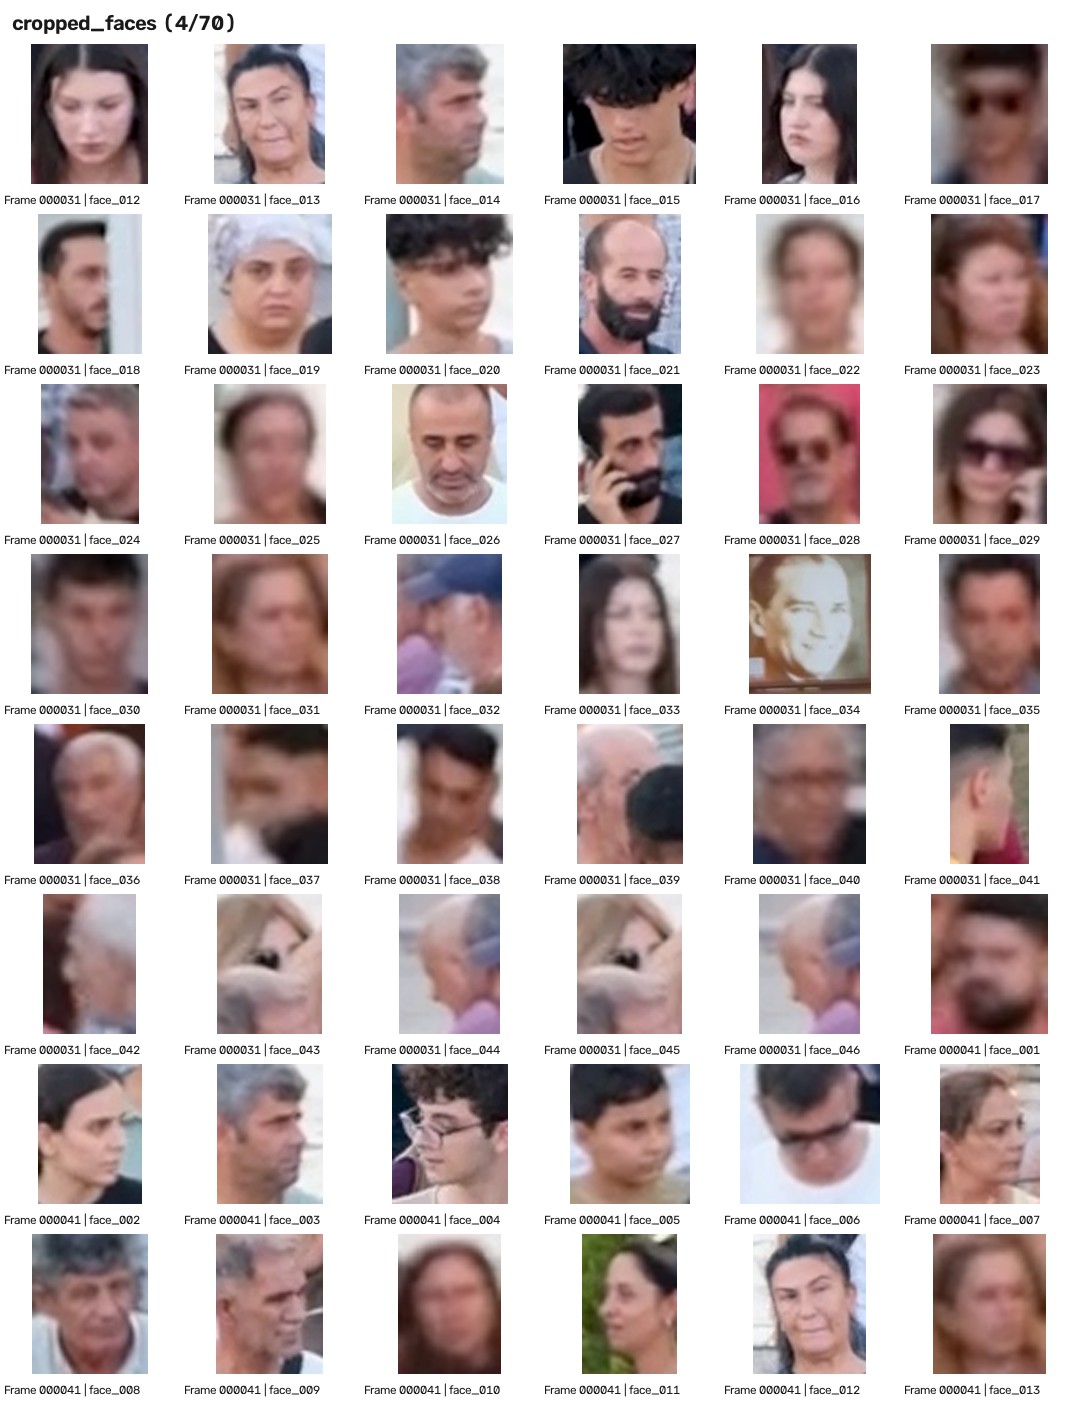 cropped_faces (4/70)
Frame 000031 | face_012
Frame 000031 | face_013
Frame 000031 | face_014
Frame 000031 | face_015
Frame 000031 | face_016
Frame 000031 | face_017
Frame 000031 | face_018
Frame 000031 | face_019
Frame 000031 | face_020
Frame 000031 | face_021
Frame 000031 | face_022
Frame 000031 | face_023
Frame 000031 | face_024
Frame 000031 | face_025
Frame 000031 | face_026
Frame 000031 | face_027
Frame 000031 | face_028
Frame 000031 | face_029
Frame 000031 | face_030
Frame 000031 | face_031
Frame 000031 | face_032
Frame 000031 | face_033
Frame 000031 | face_034
Frame 000031 | face_035
Frame 000031 | face_036
Frame 000031 | face_037
Frame 000031 | face_038
Frame 000031 | face_039
Frame 000031 | face_040
Frame 000031 | face_041
Frame 000031 | face_042
Frame 000031 | face_043
Frame 000031 | face_044
Frame 000031 | face_045
Frame 000031 | face_046
Frame 000041 | face_001
Frame 000041 | face_002
Frame 000041 | face_003
Frame 000041 | face_004
Frame 000041 | face_005
Frame 000041 | face_006
Frame 000041 | face_007
Frame 000041 | face_008
Frame 000041 | face_009
Frame 000041 | face_010
Frame 000041 | face_011
Frame 000041 | face_012
Frame 000041 | face_013